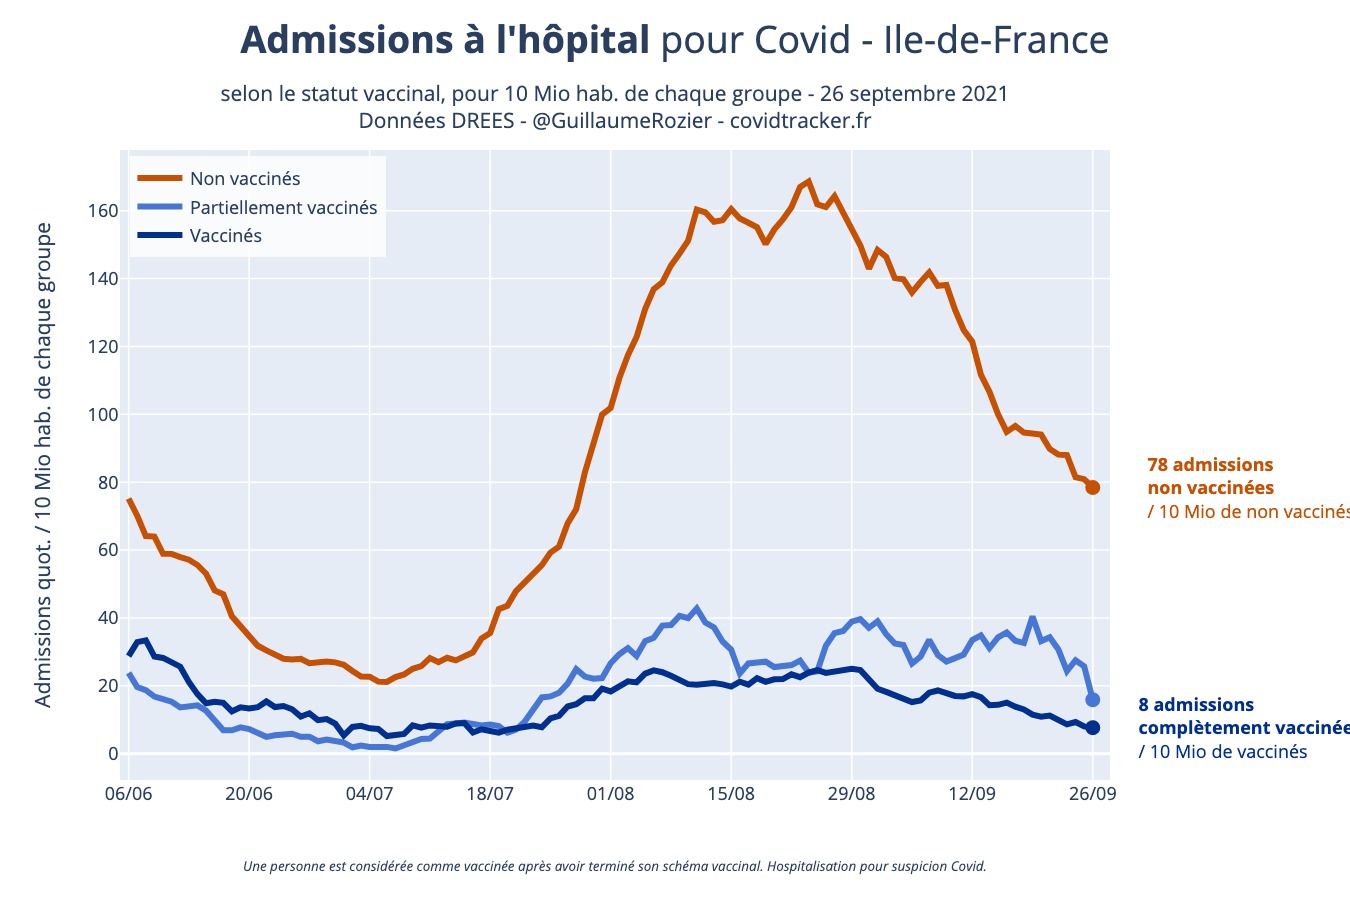 Admissions à l'hôpital pour Covid - Ile-de-France
selon le statut vaccinal, pour 10 Mio hab. de chaque groupe - 26 septembre 2021
Données DREES - @GuillaumeRozier - covidtracker.fr
Non vaccinés
Partiellement vaccinés
Vaccinés
Admissions quot. / 10 Mio hab. de chaque groupe
160
140
120
100
80
60
40
20
0
06/06
20/06
04/07
18/07
01/08
15/08
29/08
12/09
26/09
78 admissions
non vaccinées
/ 10 Mio de non vaccinés
8 admissions
complètement vaccinée
/ 10 Mio de vaccinés
Une personne est considérée comme vaccinée après avoir terminé son schéma vaccinal. Hospitalisation pour suspicion Covid.